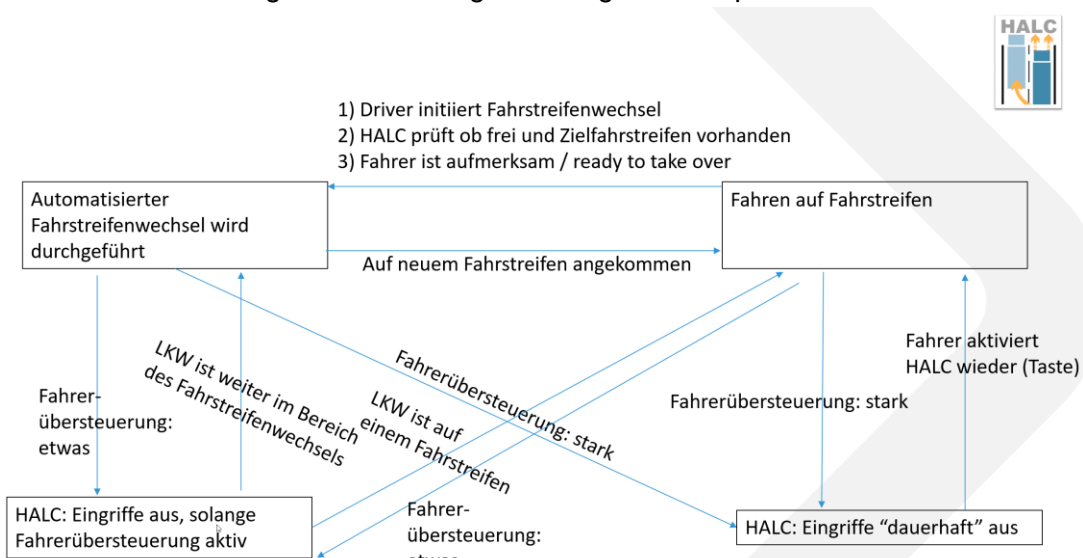 HALC
1) Driver initiiert Fahrstreifenwechsel
2) HALC prüft ob frei und Zielfahrstreifen vorhanden
3) Fahrer ist aufmerksam / ready to take over
Automatisierter
Fahrstreifenwechsel wird
durchgeführt
Fahren auf Fahrstreifen
Auf neuem Fahrstreifen angekommen
Fahrer-
übersteuerung:
etwas
LKW ist weiter im Bereich
des Fahrstreifenwechsels
Fahrerübersteuerung: stark
LKW ist auf
einem Fahrstreifen
Fahrerübersteuerung: stark
Fahrer aktiviert
HALC wieder (Taste)
HALC: Eingriffe aus, solange
Fahrerübersteuerung aktiv
Fahrer-
übersteuerung:
HALC: Eingriffe "dauerhaft" aus